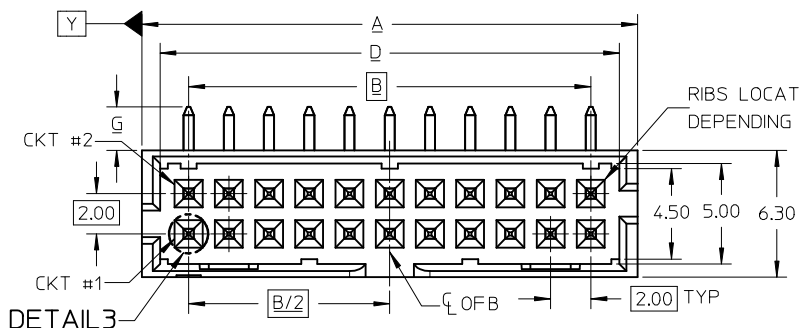 Y
A
D
B
RIBS LOCAT
DEPENDING
G
CKT #2
2.00
4.50
5.00
6.30
CKT #1
DETAIL3
B/2
℄ OFB
2.00 TYP